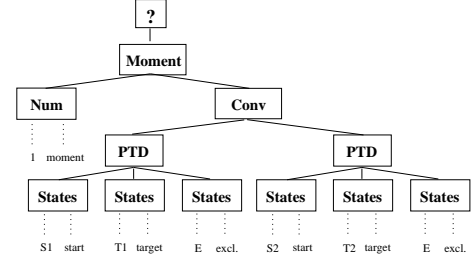 ?
Moment
Num Conv
1 moment PTD PTD
States States States States States States
S1 start T1 target E excl. S2 start T2 target E excl.